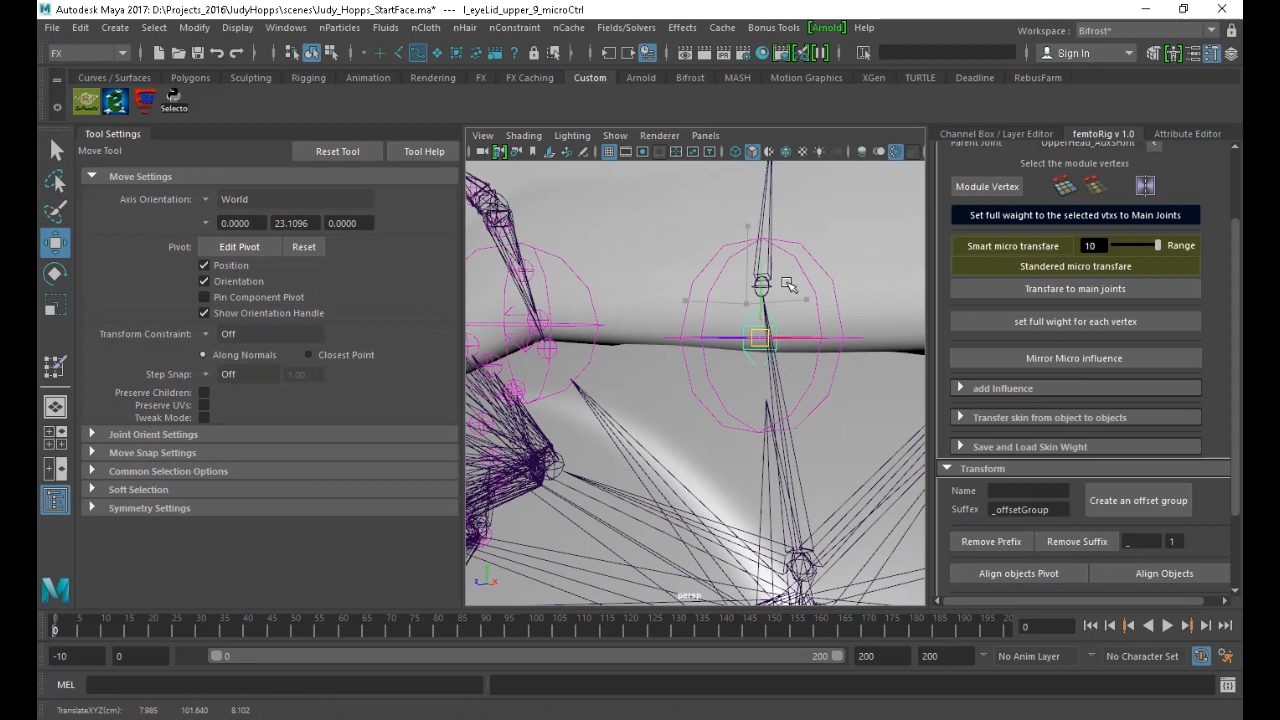 Autodesk Maya 2017: D:\Projects_2016\JudyHopps\scenes\Judy_Hopps_StartFace.ma*   ---   l_eyeLid_upper_9_microCtrl
File Edit Create Select Modify Display Windows nParticles Fluids nCloth nHair nConstraint nCache Fields/Solvers Effects Cache Bonus Tools [Arnold] Help Workspace: Bifrost*
FX Sign In
Curves / Surfaces Polygons Sculpting Rigging Animation Rendering FX FX Caching Custom Arnold Bifrost MASH Motion Graphics XGen TURTLE Deadline RebusFarm
Selecto
Tool Settings
Move Tool Reset Tool Tool Help
Move Settings
Axis Orientation: World
0.0000 23.1096 0.0000
Pivot: Edit Pivot Reset
Position
Orientation
Pin Component Pivot
Show Orientation Handle
Transform Constraint: Off
Along Normals Closest Point
Step Snap: Off 1.00
Preserve Children:
Preserve UVs:
Tweak Mode:
Joint Orient Settings
Move Snap Settings
Common Selection Options
Soft Selection
Symmetry Settings
View Shading Lighting Show Renderer Panels
persp
Channel Box / Layer Editor femtoRig v 1.0 Attribute Editor
Parent Joint
Select the module vertexs
Module Vertex
Set full waight to the selected vtxs to Main Joints
Smart micro transfare 10 Range
Standered micro transfare
Transfare to main joints
set full wight for each vertex
Mirror Micro influence
add Influence
Transfer skin from object to objects
Save and Load Skin Wight
Transform
Name
Suffex _offsetGroup Create an offset group
Remove Prefix Remove Suffix _ 1
Align objects Pivot Align Objects
0 5 10 15 20 25 30 35 40 45 50 55 60 65 70 75 80 85 90 95 100 105 110 115 120 125 130 135 140 145 150 155 160 165 170 175 180 185 190 195 20
0 0
-10 0 0 200 200 200 No Anim Layer No Character Set
MEL
TranslateXYZ(cm): 7.985 101.640 8.102